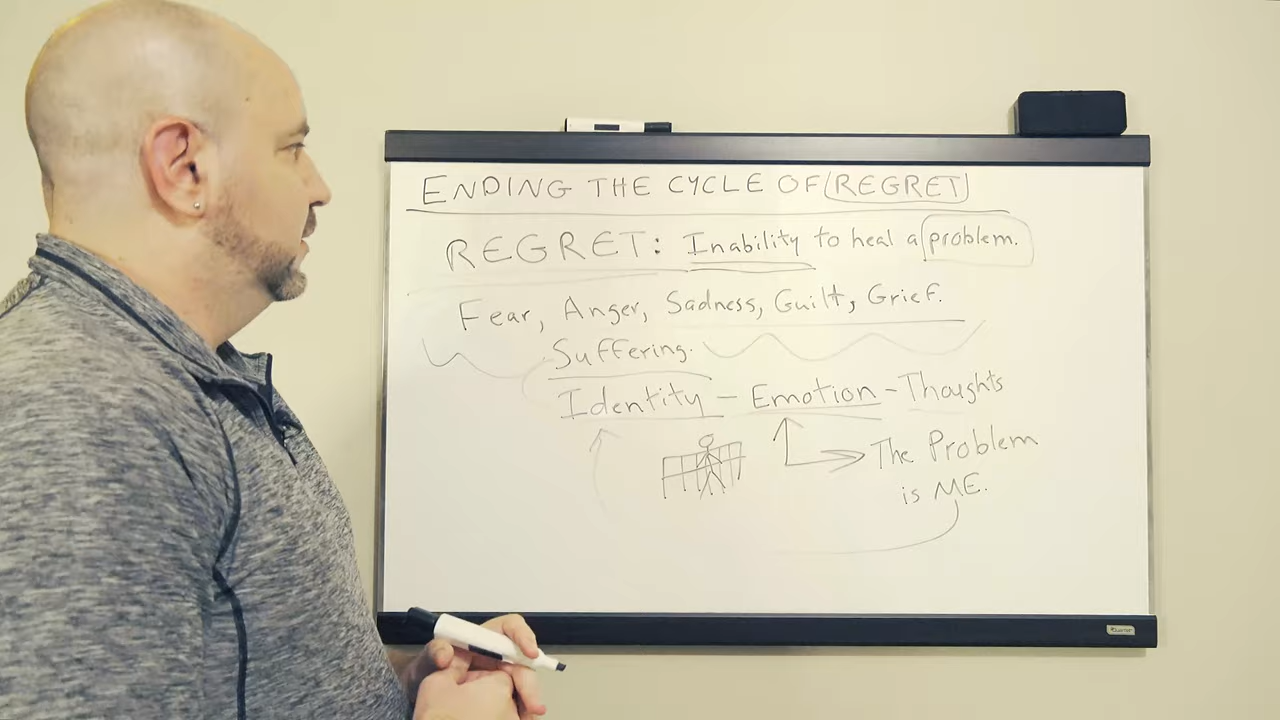 ENDING THE CYCLE OF REGRET
REGRET: Inability to heal a problem.
Fear, Anger, Sadness, Guilt, Grief.
Suffering.
Identity – Emotion – Thoughts
The Problem
is ME.
Quartet